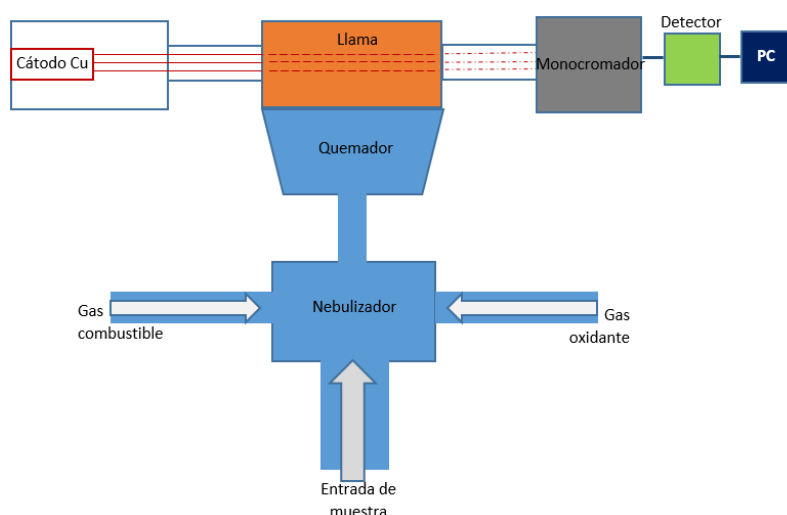 Cátodo Cu
Llama
Monocromador
Detector
PC
Quemador
Nebulizador
Gas
combustible
Gas
oxidante
Entrada de
muestra